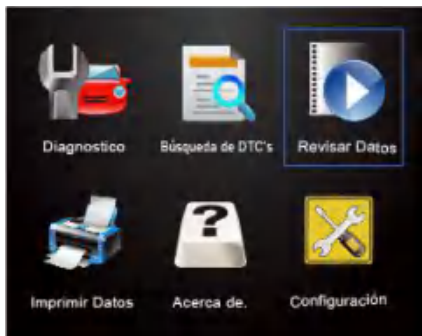 Diagnostico
Búsqueda de DTC's
Revisar Datos
Imprimir Datos
Acerca de.
Configuración